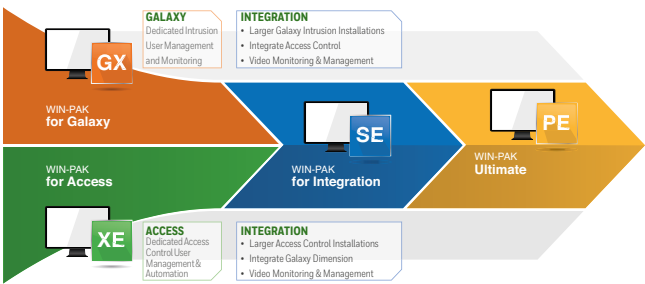 GALAXY
Dedicated Intrusion
User Management
and Monitoring
INTEGRATION
• Larger Galaxy Intrusion Installations
• Integrate Access Control
• Video Monitoring & Management
GX
WIN-PAK
for Galaxy
SE
WIN-PAK
for Integration
PE
WIN-PAK
Ultimate
WIN-PAK
for Access
XE
ACCESS
Dedicated Access
Control User
Management &
Automation
INTEGRATION
• Larger Access Control Installations
• Integrate Galaxy Dimension
• Video Monitoring & Management